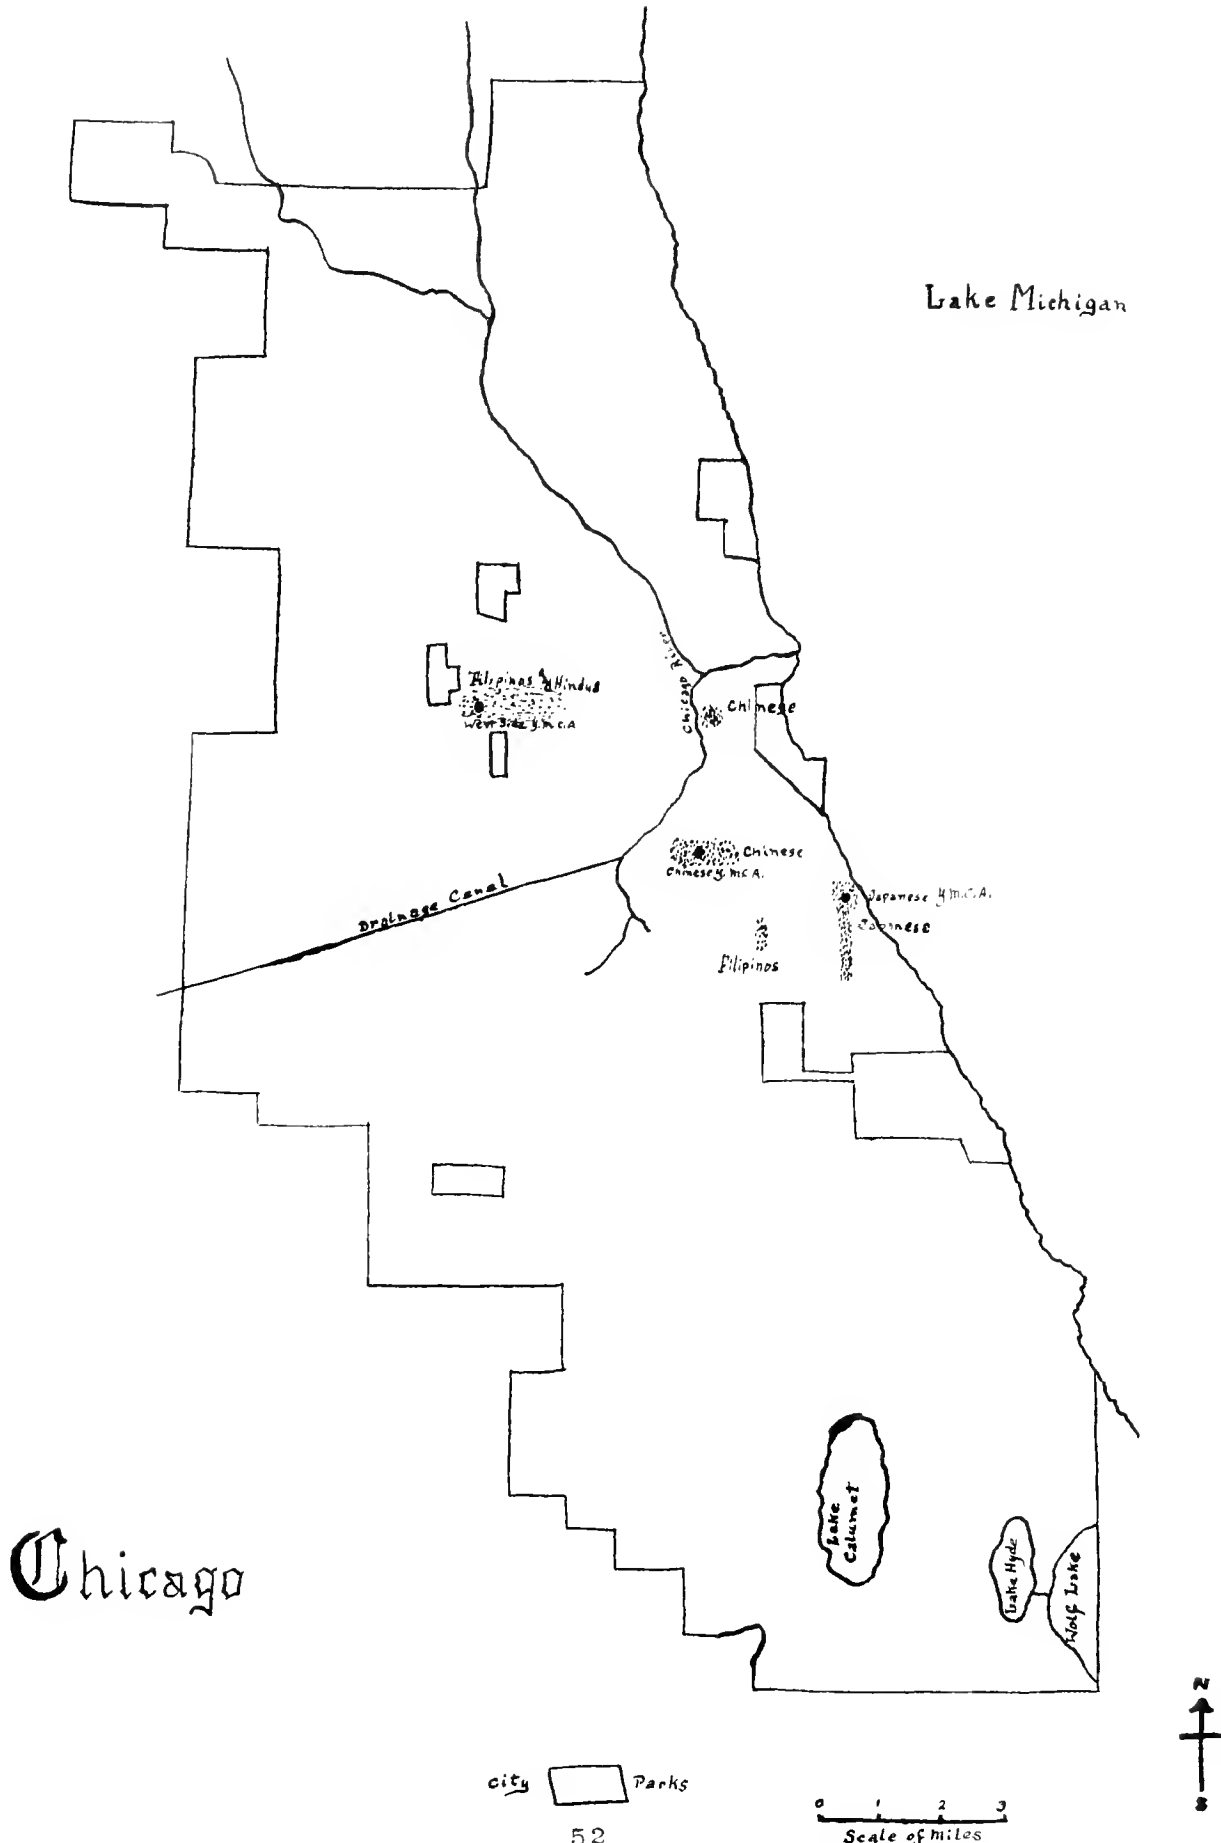 Lake Michigan
Chicago River
Filipinos & Hindus
West Side Y.M.C.A
Chinese
Chinese
Chinese Y.M.C.A.
Drainage Canal
Japanese Y.M.C.A.
Japanese
Filipinos
Lake
Calumet
Lake Hyde
Wolf Lake
Chicago
N
S
City Parks
0 1 2 3
Scale of miles
52